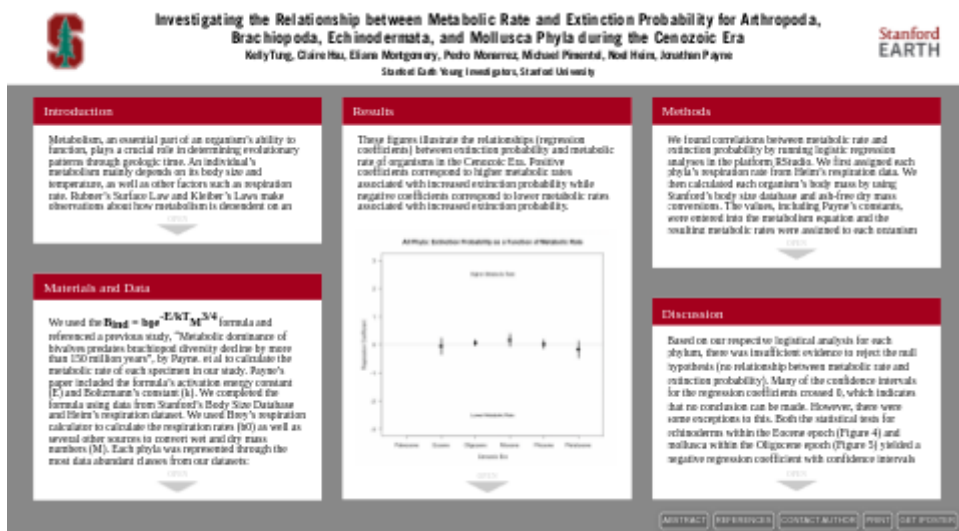 Investigating the Relationship between Metabolic Rate and Extinction Probability for Arthropoda,
Brachiopoda, Echinodermata, and Mollusca Phyla during the Cenozoic Era
Kelly Tung, Claire Hsu, Eliana Montgomery, Pedro Monarrez, Michael Pimentel, Noel Heim, Jonathan Payne
Stanford Earth Young Investigators, Stanford University
Stanford
EARTH
Introduction
Metabolism, an essential part of an organism's ability to
function, plays a crucial role in determining evolutionary
patterns through geologic time. An individual's
metabolism mainly depends on its body size and
temperature, as well as other factors such as respiration
rate. Rubner's Surface Law and Kleiber's Laws make
observations about how metabolism is dependent on an
OPEN
Materials and Data
We used the B_ind = b_0e^-E/kT M^3/4 formula and
referenced a previous study, "Metabolic dominance of
bivalves predates brachiopod diversity decline by more
than 150 million years", by Payne. et al to calculate the
metabolic rate of each specimen in our study. Payne's
paper included the formula's activation energy constant
(E) and Boltzmann's constant (k). We completed the
formula using data from Stanford's Body Size Database
and Heim's respiration dataset. We used Brey's respiration
calculator to calculate the respiration rates (b0) as well as
several other sources to convert wet and dry mass
numbers (M). Each phyla was represented through the
most data abundant classes from our datasets:
OPEN
Results
These figures illustrate the relationships (regression
coefficients) between extinction probability and metabolic
rate of organisms in the Cenozoic Era. Positive
coefficients correspond to higher metabolic rates
associated with increased extinction probability while
negative coefficients correspond to lower metabolic rates
associated with increased extinction probability.
All Phyla: Extinction Probability as a Function of Metabolic Rate
Higher Metabolic Rate
Regression Coefficient
Lower Metabolic Rate
Paleocene Eocene Oligocene Miocene Pliocene Pleistocene
Cenozoic Era
OPEN
Methods
We found correlations between metabolic rate and
extinction probability by running logistic regression
analyses in the platform RStudio. We first assigned each
phyla's respiration rate from Heim's respiration data. We
then calculated each organism's body mass by using
Stanford's body size database and ash-free dry mass
conversions. The values, including Payne's constants,
were entered into the metabolism equation and the
resulting metabolic rates were assigned to each organism
OPEN
Discussion
Based on our respective logistical analysis for each
phylum, there was insufficient evidence to reject the null
hypothesis (no relationship between metabolic rate and
extinction probability). Many of the confidence intervals
for the regression coefficients crossed 0, which indicates
that no conclusion can be made. However, there were
some exceptions to this. Both the statistical tests for
echinoderms within the Eocene epoch (Figure 4) and
mollusca within the Oligocene epoch (Figure 5) yielded a
negative regression coefficient with confidence intervals
OPEN
ABSTRACT REFERENCES CONTACT AUTHOR PRINT GET IPOSTER